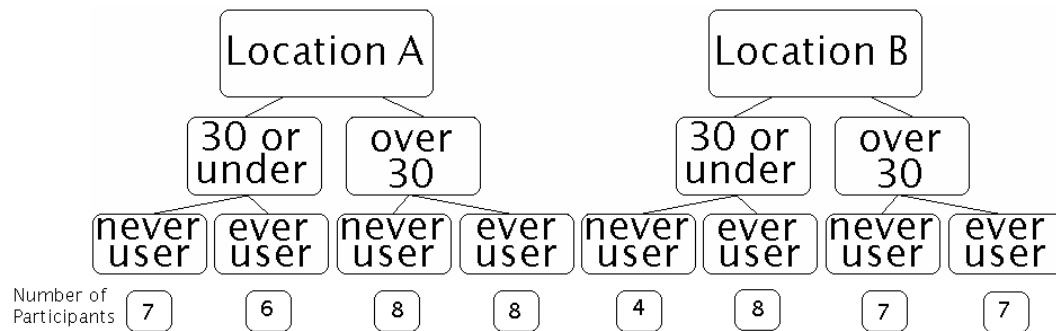 Location A Location B
30 or over 30 or over
under 30 under 30
never ever never ever never ever never ever
user user user user user user user user
Number of
Participants 7 6 8 8 4 8 7 7